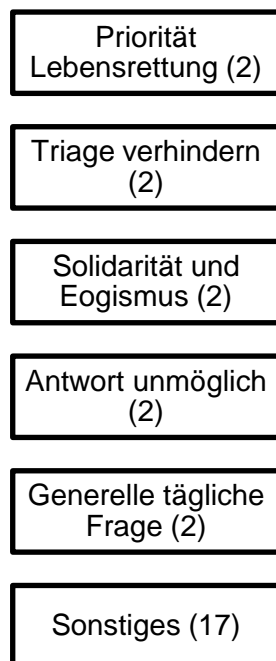 Priorität
Lebensrettung (2)
Triage verhindern
(2)
Solidarität und
Eogismus (2)
Antwort unmöglich
(2)
Generelle tägliche
Frage (2)
Sonstiges (17)